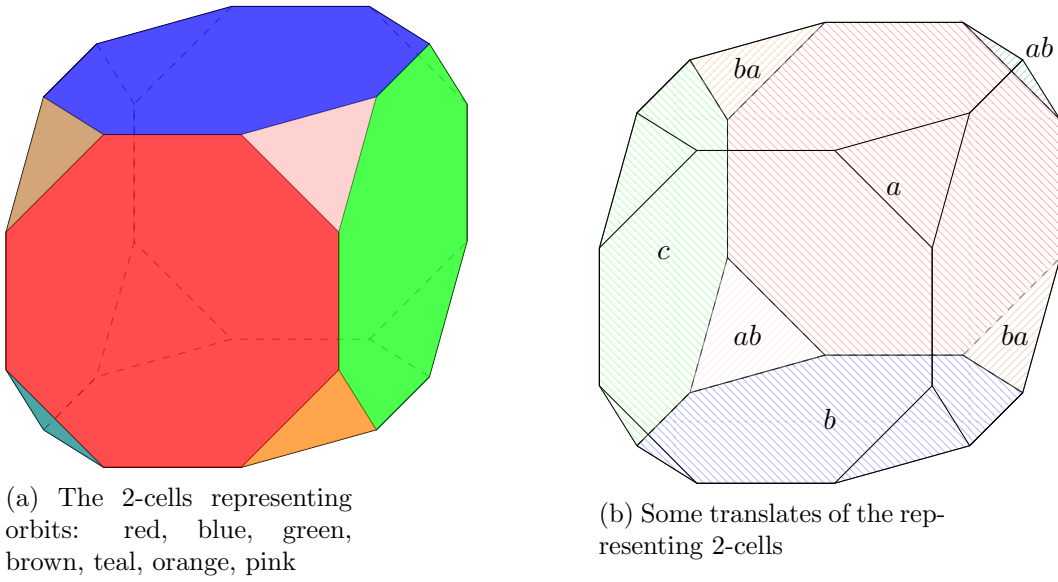 ba
ab
a
c
ab
ba
b
(a) The 2-cells representing
orbits: red, blue, green,
brown, teal, orange, pink
(b) Some translates of the rep-
resenting 2-cells